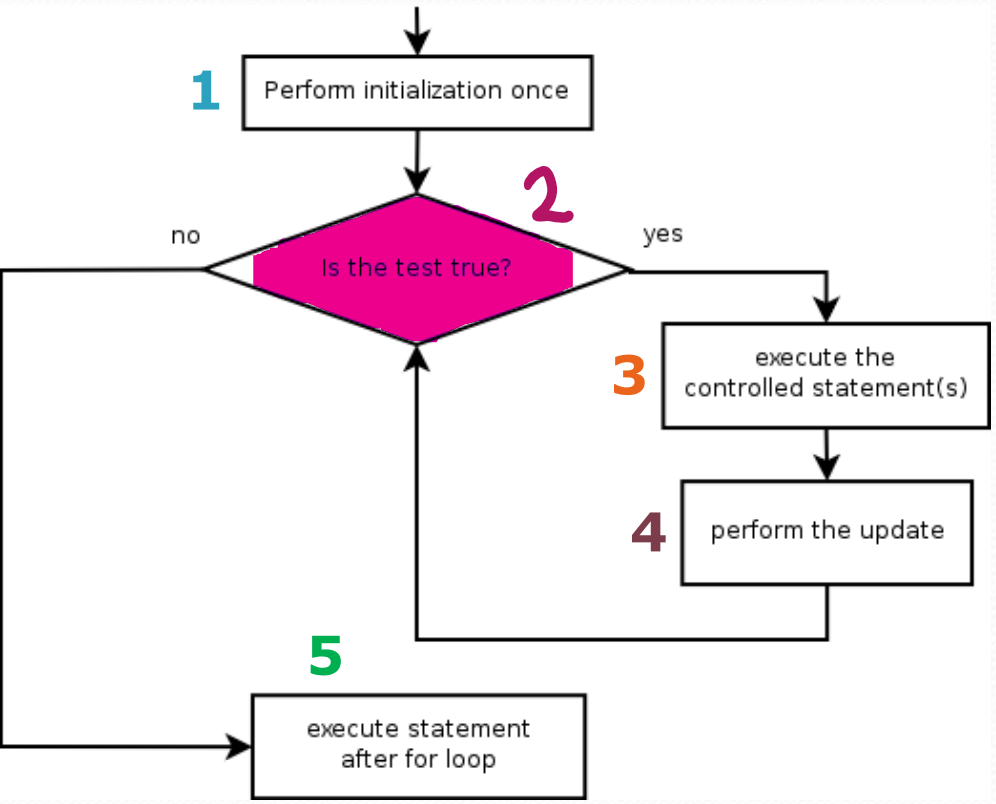 1
Perform initialization once
2
no
yes
Is the test true?
3
execute the
controlled statement(s)
4
perform the update
5
execute statement
after for loop